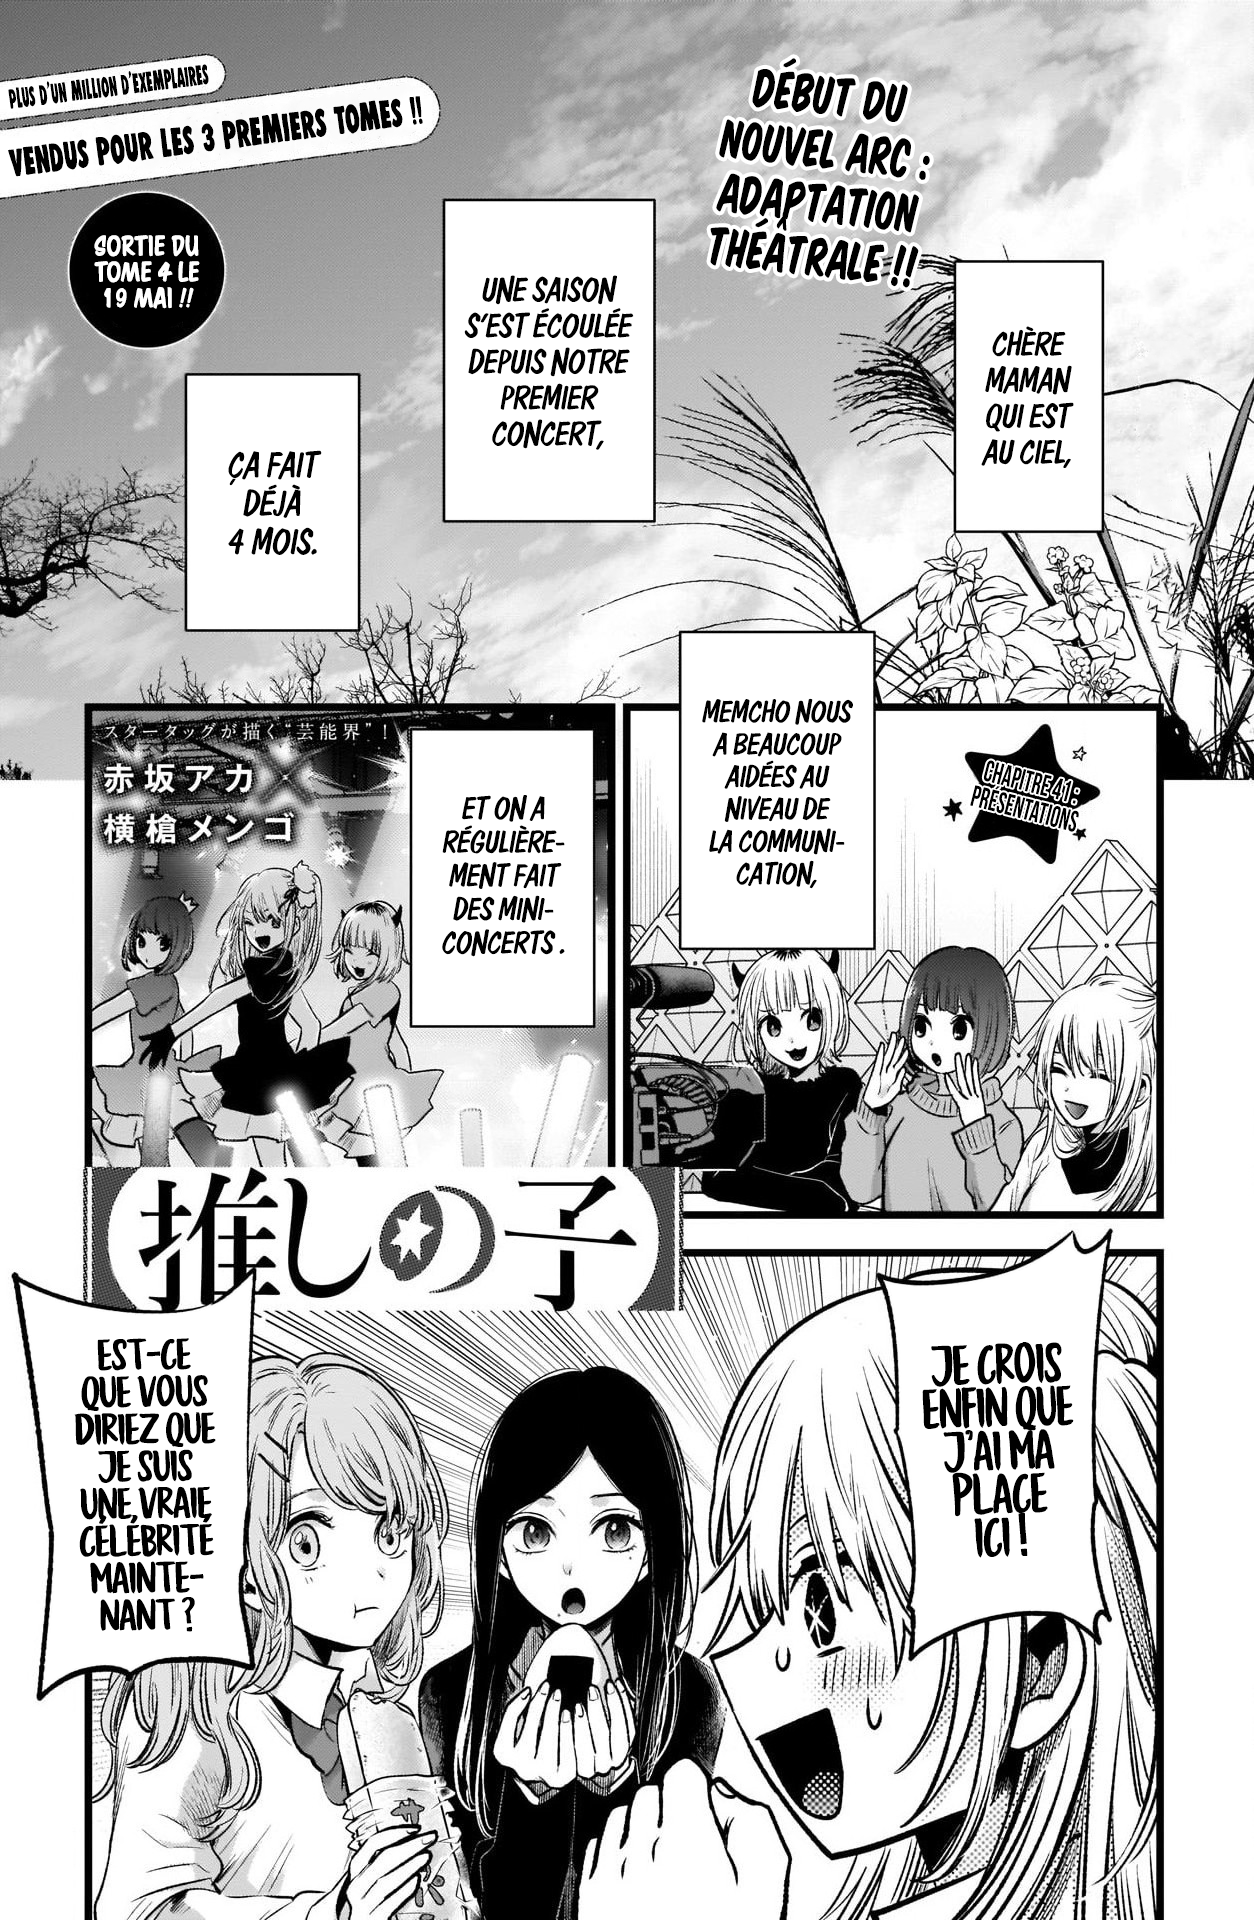 PLUS D'UN MILLION D'EXEMPLAIRES
VENDUS POUR LES 3 PREMIERS TOMES !!
SORTIE DU
TOME 4 LE
19 MAI !!
DÉBUT DU
NOUVEL ARC :
ADAPTATION
THÉÂTRALE !!
CHÈRE
MAMAN
QUI EST
AU CIEL,
UNE SAISON
S'EST ÉCOULÉE
DEPUIS NOTRE
PREMIER
CONCERT,
ÇA FAIT
DÉJÀ
4 MOIS.
CHAPITRE 41 :
PRÉSENTATIONS
MEMCHO NOUS
A BEAUCOUP
AIDÉES AU
NIVEAU DE
LA COMMUNI-
CATION,
ET ON A
RÉGULIÈRE-
MENT FAIT
DES MINI-
CONCERTS.
スタータッグが描く“芸能界”！
赤坂アカ×
横槍メンゴ
推しの子
JE CROIS
ENFIN QUE
J'AI MA
PLACE
ICI !
EST-CE
QUE VOUS
DIRIEZ QUE
JE SUIS
UNE VRAIE
CÉLÉBRITÉ
MAINTE-
NANT ?